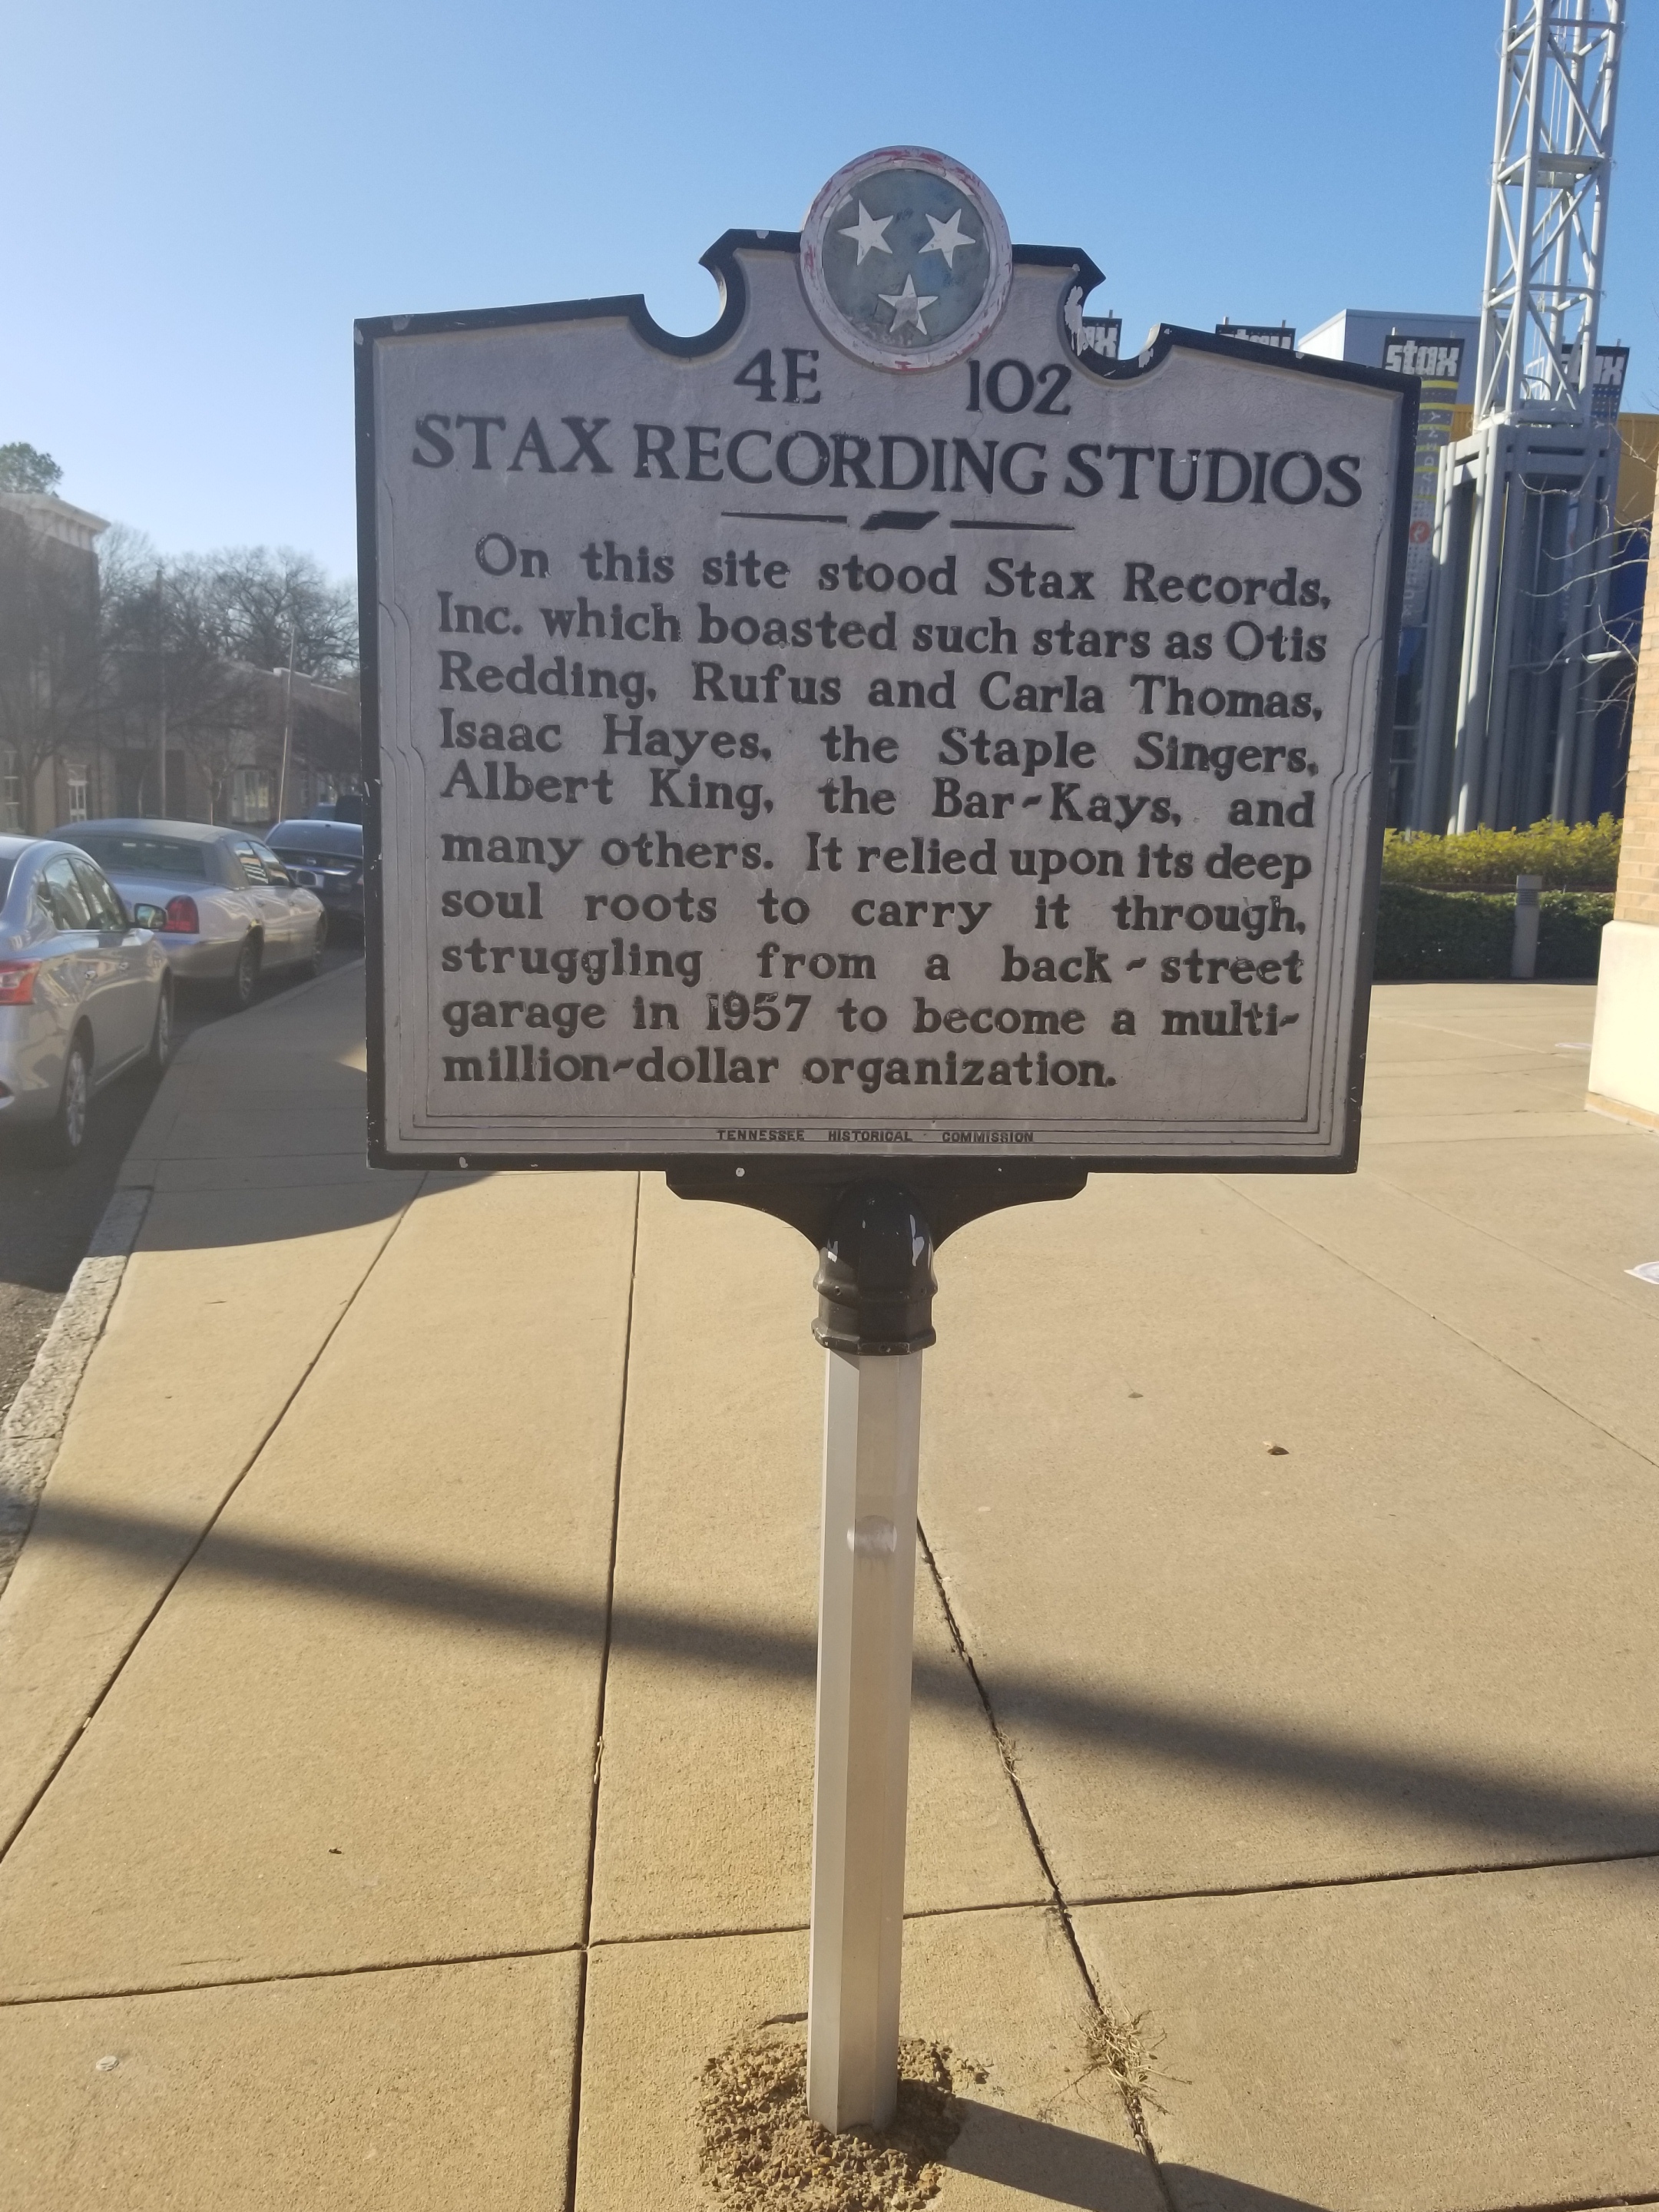 4E 102
STAX RECORDING STUDIOS
On this site stood Stax Records,
Inc. which boasted such stars as Otis
Redding, Rufus and Carla Thomas,
Isaac Hayes, the Staple Singers,
Albert King, the Bar-Kays, and
many others. It relied upon its deep
soul roots to carry it through,
struggling from a back-street
garage in 1957 to become a multi-
million-dollar organization.
TENNESSEE HISTORICAL COMMISSION
stax
stax